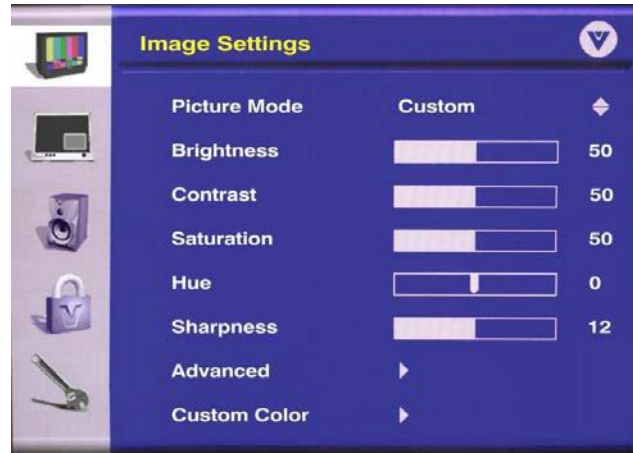 Image Settings
Picture Mode Custom
Brightness 50
Contrast 50
Saturation 50
Hue 0
Sharpness 12
Advanced
Custom Color